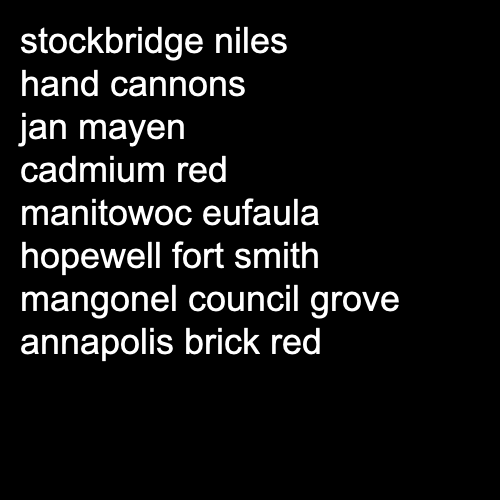 stockbridge niles
hand cannons
jan mayen
cadmium red
manitowoc eufaula
hopewell fort smith
mangonel council grove
annapolis brick red